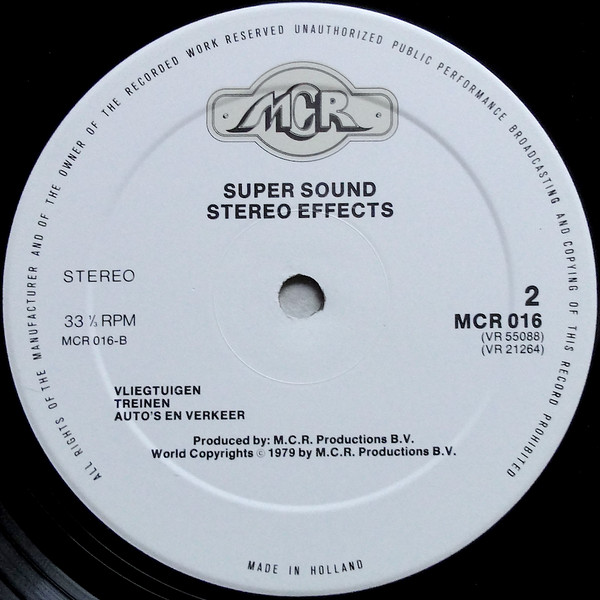 ALL RIGHTS OF THE MANUFACTURER AND OF THE OWNER OF THE RECORDED WORK RESERVED UNAUTHORIZED PUBLIC PERFORMANCE BROADCASTING AND COPYING OF THIS RECORD PROHIBITED
MCR
SUPER SOUND
STEREO EFFECTS
STEREO
33 ⅓ RPM
MCR 016-B
2
MCR 016
(VR 55088)
(VR 21264)
VLIEGTUIGEN
TREINEN
AUTO'S EN VERKEER
Produced by: M.C.R. Productions B.V.
World Copyrights © 1979 by M.C.R. Productions B.V.
MADE IN HOLLAND